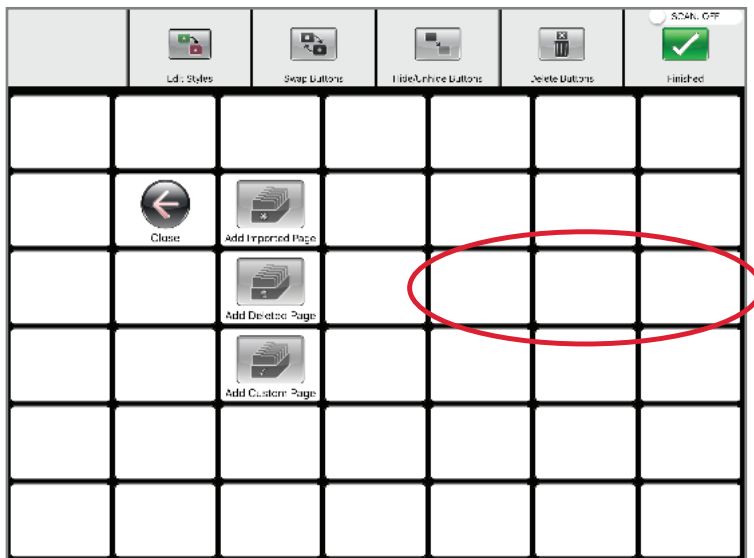 SCAN: OFF
Edit Styles
Swap Buttons
Hide/Unhide Buttons
Delete Buttons
Finished
Close
Add Imported Page
Add Deleted Page
Add Custom Page